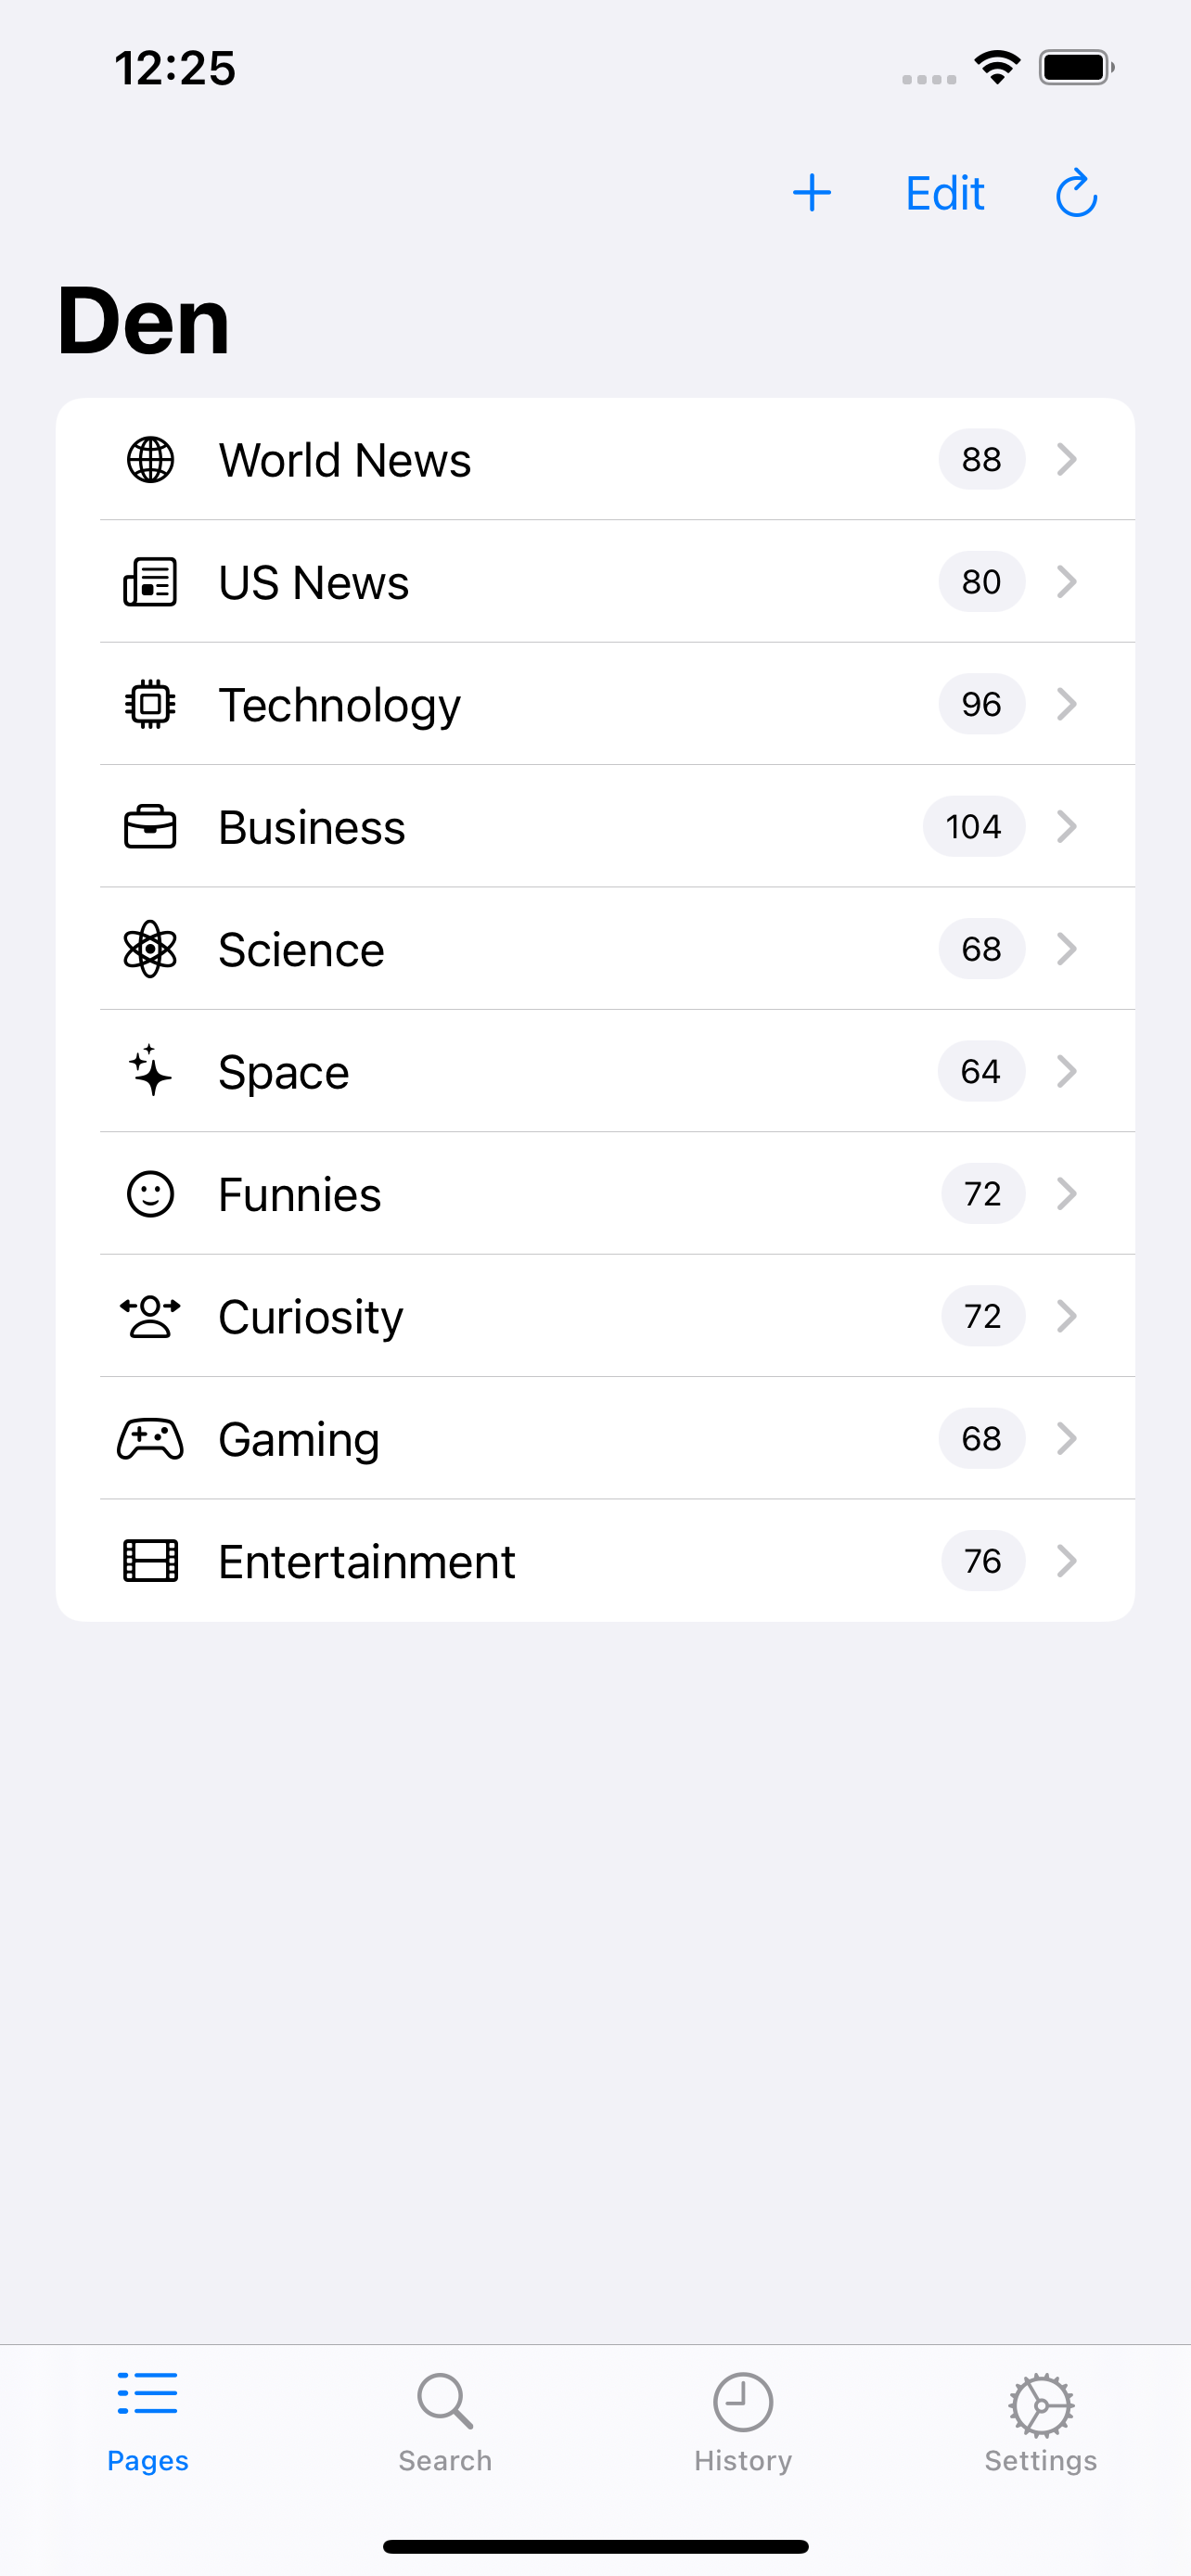 12:25
Edit
Den
World News 88
US News 80
Technology 96
Business 104
Science 68
Space 64
Funnies 72
Curiosity 72
Gaming 68
Entertainment 76
Pages Search History Settings